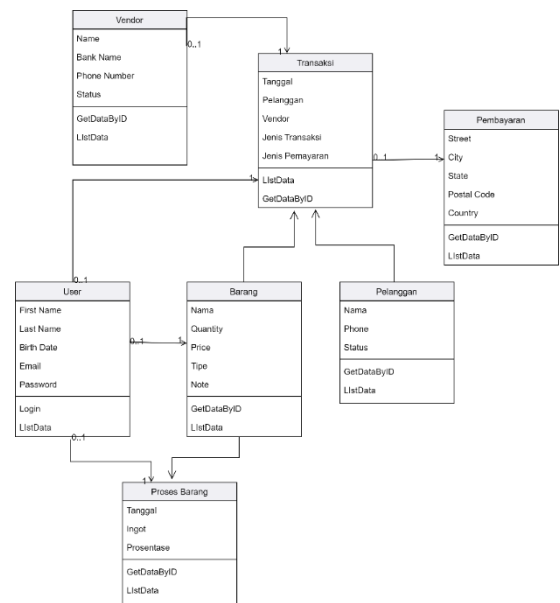 Vendor
Name
Bank Name
Phone Number
Status
GetDataByID
LIstData
0..1
1
Transaksi
Tanggal
Pelanggan
Vendor
Jenis Transaksi
Jenis Pemayaran
LIstData
GetDataByID
0..1
1
Pembayaran
Street
City
State
Postal Code
Country
GetDataByID
LIstData
1
0..1
User
First Name
Last Name
Birth Date
Email
Password
Login
LIstData
0..1
0..1
1
Barang
Nama
Quantity
Price
Tipe
Note
GetDataByID
LIstData
Pelanggan
Nama
Phone
Status
GetDataByID
LIstData
1
Proses Barang
Tanggal
Ingot
Prosentase
GetDataByID
LIstData